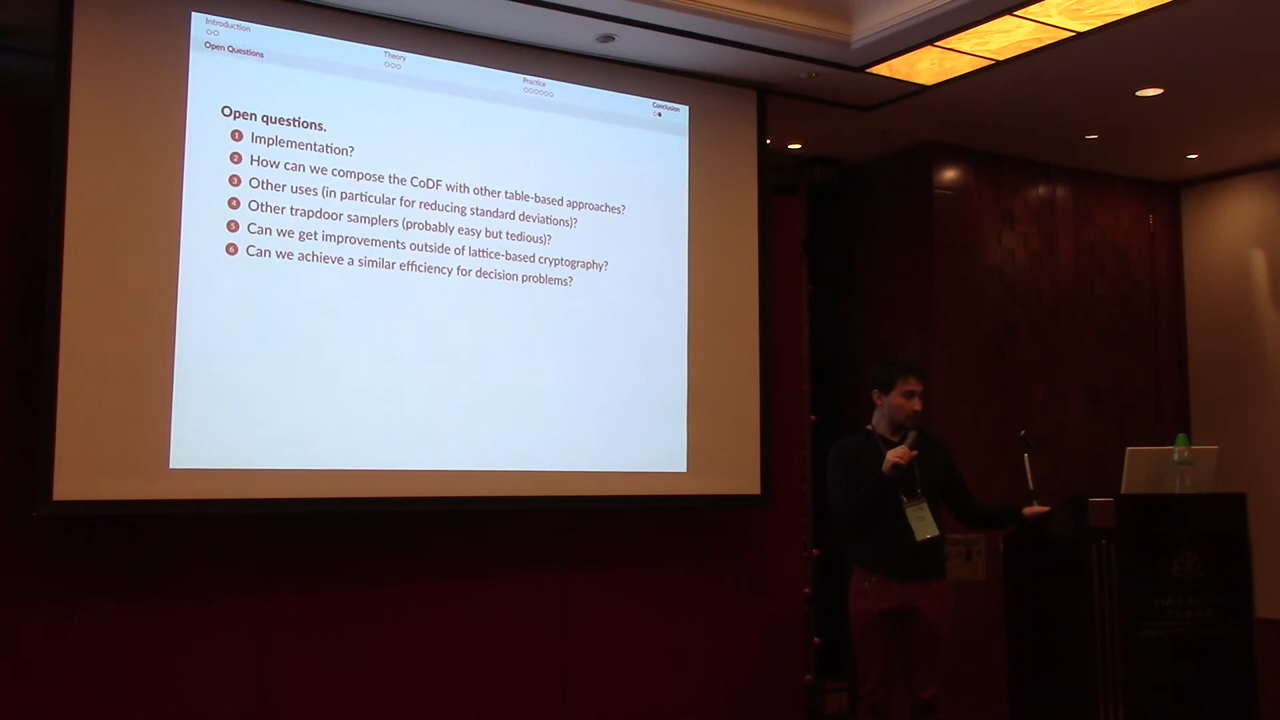 Introduction
Open Questions
Theory
Practice
Conclusion
Open questions.
1 Implementation?
2 How can we compose the CoDF with other table-based approaches?
3 Other uses (in particular for reducing standard deviations)?
4 Other trapdoor samplers (probably easy but tedious)?
5 Can we get improvements outside of lattice-based cryptography?
6 Can we achieve a similar efficiency for decision problems?